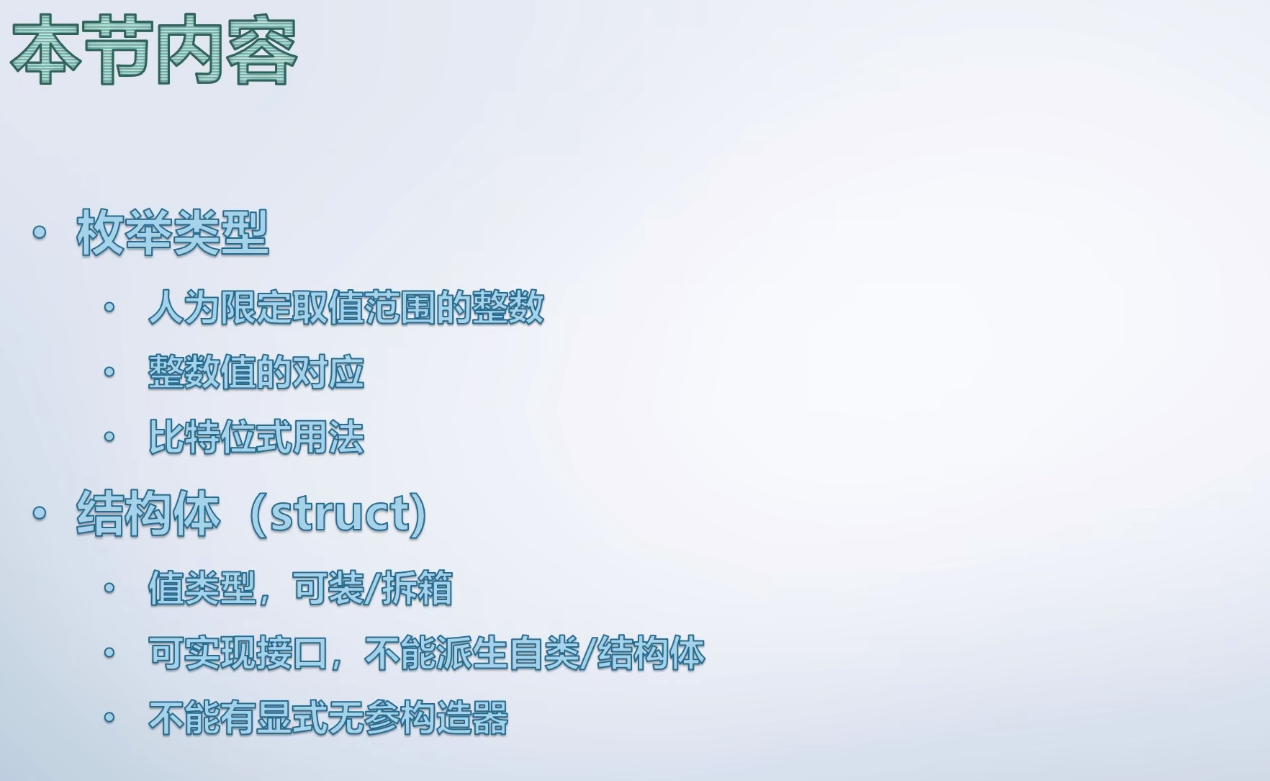 本节内容
• 枚举类型
• 人为限定取值范围的整数
• 整数值的对应
• 比特位式用法
• 结构体（struct)
• 值类型，可装/拆箱
• 可实现接口，不能派生自类/结构体
• 不能有显式无参构造器